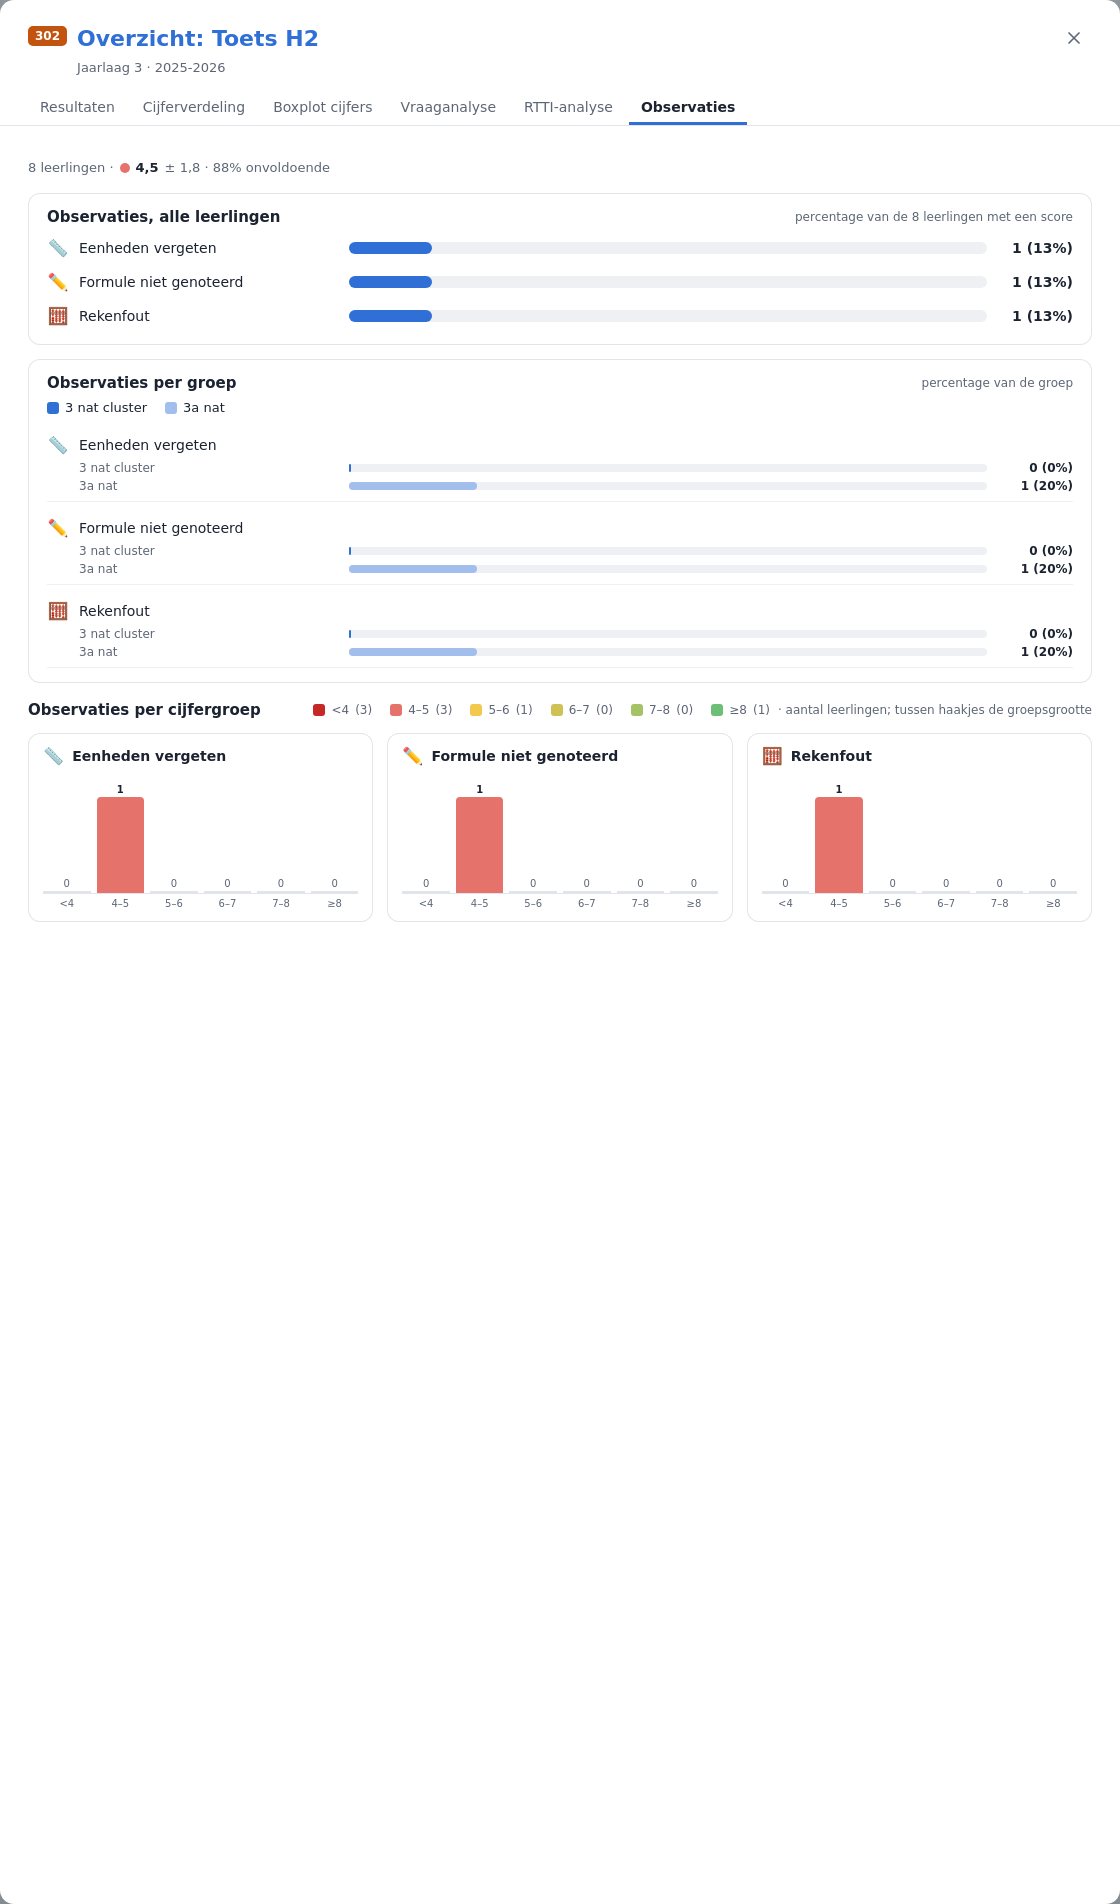 302 Overzicht: Toets H2
Jaarlaag 3 · 2025-2026
Resultaten Cijferverdeling Boxplot cijfers Vraaganalyse RTTI-analyse Observaties
8 leerlingen · 4,5 ± 1,8 · 88% onvoldoende
Observaties, alle leerlingen percentage van de 8 leerlingen met een score
Eenheden vergeten 1 (13%)
Formule niet genoteerd 1 (13%)
Rekenfout 1 (13%)
Observaties per groep percentage van de groep
3 nat cluster 3a nat
Eenheden vergeten
3 nat cluster 0 (0%)
3a nat 1 (20%)
Formule niet genoteerd
3 nat cluster 0 (0%)
3a nat 1 (20%)
Rekenfout
3 nat cluster 0 (0%)
3a nat 1 (20%)
Observaties per cijfergroep <4 (3) 4–5 (3) 5–6 (1) 6–7 (0) 7–8 (0) ≥8 (1) · aantal leerlingen; tussen haakjes de groepsgrootte
Eenheden vergeten
1
0 0 0 0 0
<4 4–5 5–6 6–7 7–8 ≥8
Formule niet genoteerd
1
0 0 0 0 0
<4 4–5 5–6 6–7 7–8 ≥8
Rekenfout
1
0 0 0 0 0
<4 4–5 5–6 6–7 7–8 ≥8